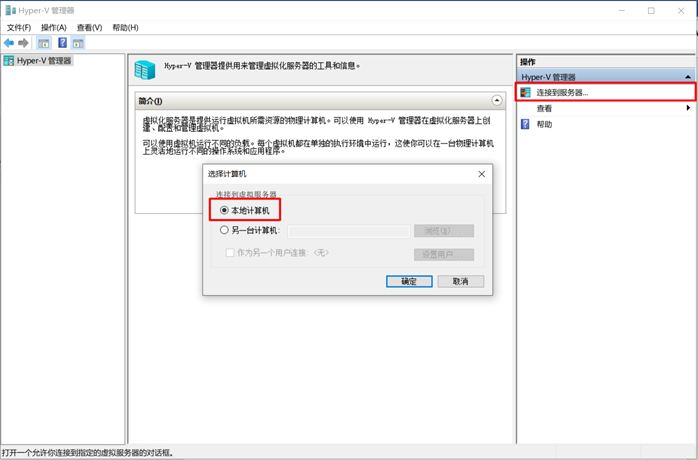 Hyper-V 管理器
文件(F) 操作(A) 查看(V) 帮助(H)
Hyper-V 管理器
Hyper-V 管理器提供用来管理虚拟化服务器的工具和信息。
简介(I)
虚拟化服务器是提供运行虚拟机所需资源的物理计算机。可以使用 Hyper-V 管理器在虚拟化服务器上创
建、配置和管理虚拟机。
可以使用虚拟机运行不同的负载。每个虚拟机都在单独的执行环境中运行，这使你可以在一台物理计算机
上灵活地运行不同的操作系统和应用程序。
选择计算机
连接到虚拟服务器
本地计算机
另一台计算机:
浏览(B)...
作为另一个用户连接: <无>
设置用户...
确定 取消
操作
Hyper-V 管理器
连接到服务器...
查看
帮助
打开一个允许你连接到指定的虚拟服务器的对话框。